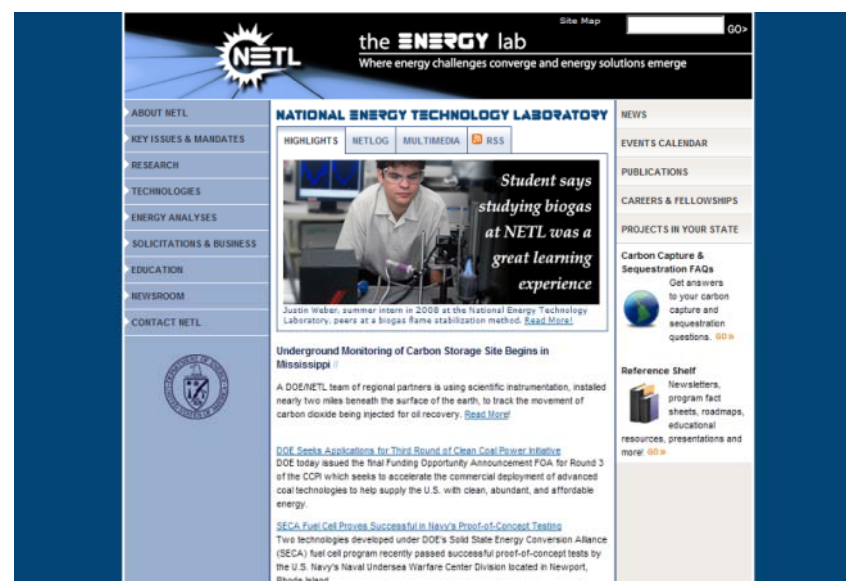 Site Map
GO>
NETL
the ENERGY lab
Where energy challenges converge and energy solutions emerge
ABOUT NETL
KEY ISSUES & MANDATES
RESEARCH
TECHNOLOGIES
ENERGY ANALYSES
SOLICITATIONS & BUSINESS
EDUCATION
NEWSROOM
CONTACT NETL
NATIONAL ENERGY TECHNOLOGY LABORATORY
HIGHLIGHTS NETLOG MULTIMEDIA RSS
Student says
studying biogas
at NETL was a
great learning
experience
Justin Weber, summer intern in 2008 at the National Energy Technology
Laboratory, peers at a biogas flame stabilization method. Read More!
Underground Monitoring of Carbon Storage Site Begins in
Mississippi //
A DOE/NETL team of regional partners is using scientific instrumentation, installed
nearly two miles beneath the surface of the earth, to track the movement of
carbon dioxide being injected for oil recovery. Read More!
DOE Seeks Applications for Third Round of Clean Coal Power Initiative
DOE today issued the final Funding Opportunity Announcement FOA for Round 3
of the CCPI which seeks to accelerate the commercial deployment of advanced
coal technologies to help supply the U.S. with clean, abundant, and affordable
energy.
SECA Fuel Cell Proves Successful in Navy's Proof-of-Concept Testing
Two technologies developed under DOE's Solid State Energy Conversion Alliance
(SECA) fuel cell program recently passed successful proof-of-concept tests by
the U.S. Navy's Naval Undersea Warfare Center Division located in Newport,
Rhode Island
NEWS
EVENTS CALENDAR
PUBLICATIONS
CAREERS & FELLOWSHIPS
PROJECTS IN YOUR STATE
Carbon Capture &
Sequestration FAQs
Get answers
to your carbon
capture and
sequestration
questions. GO »
Reference Shelf
Newsletters,
program fact
sheets, roadmaps,
educational
resources, presentations and
more! GO »